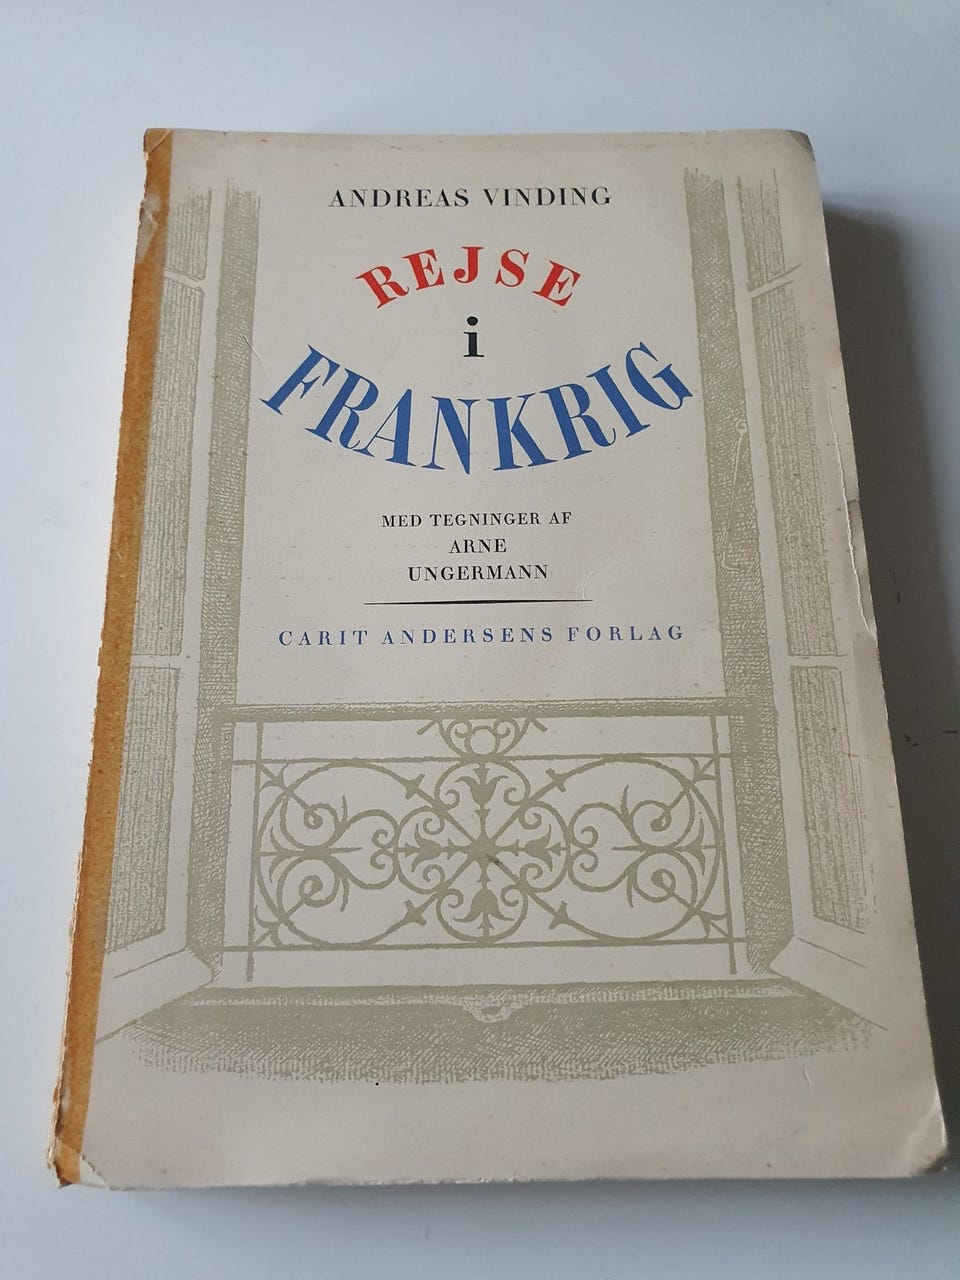 ANDREAS VINDING
REJSE
i
FRANKRIG
MED TEGNINGER AF
ARNE
UNGERMANN
CARIT ANDERSENS FORLAG